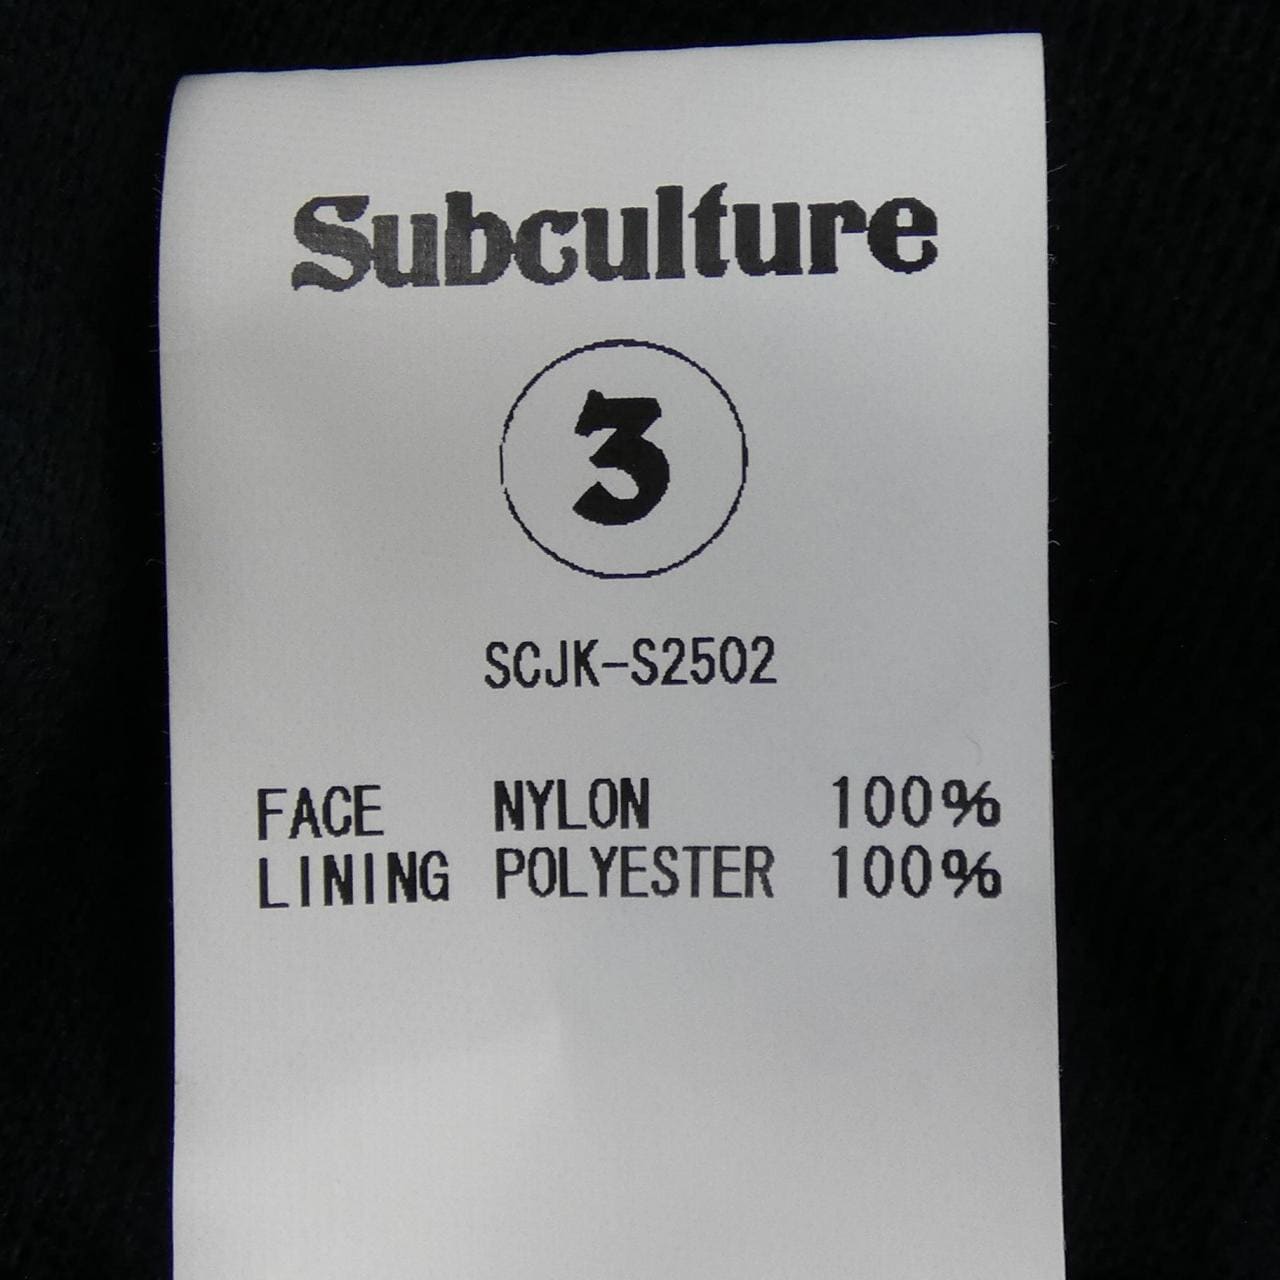 Subculture
3
SCJK-S2502
FACE NYLON 100%
LINING POLYESTER 100%